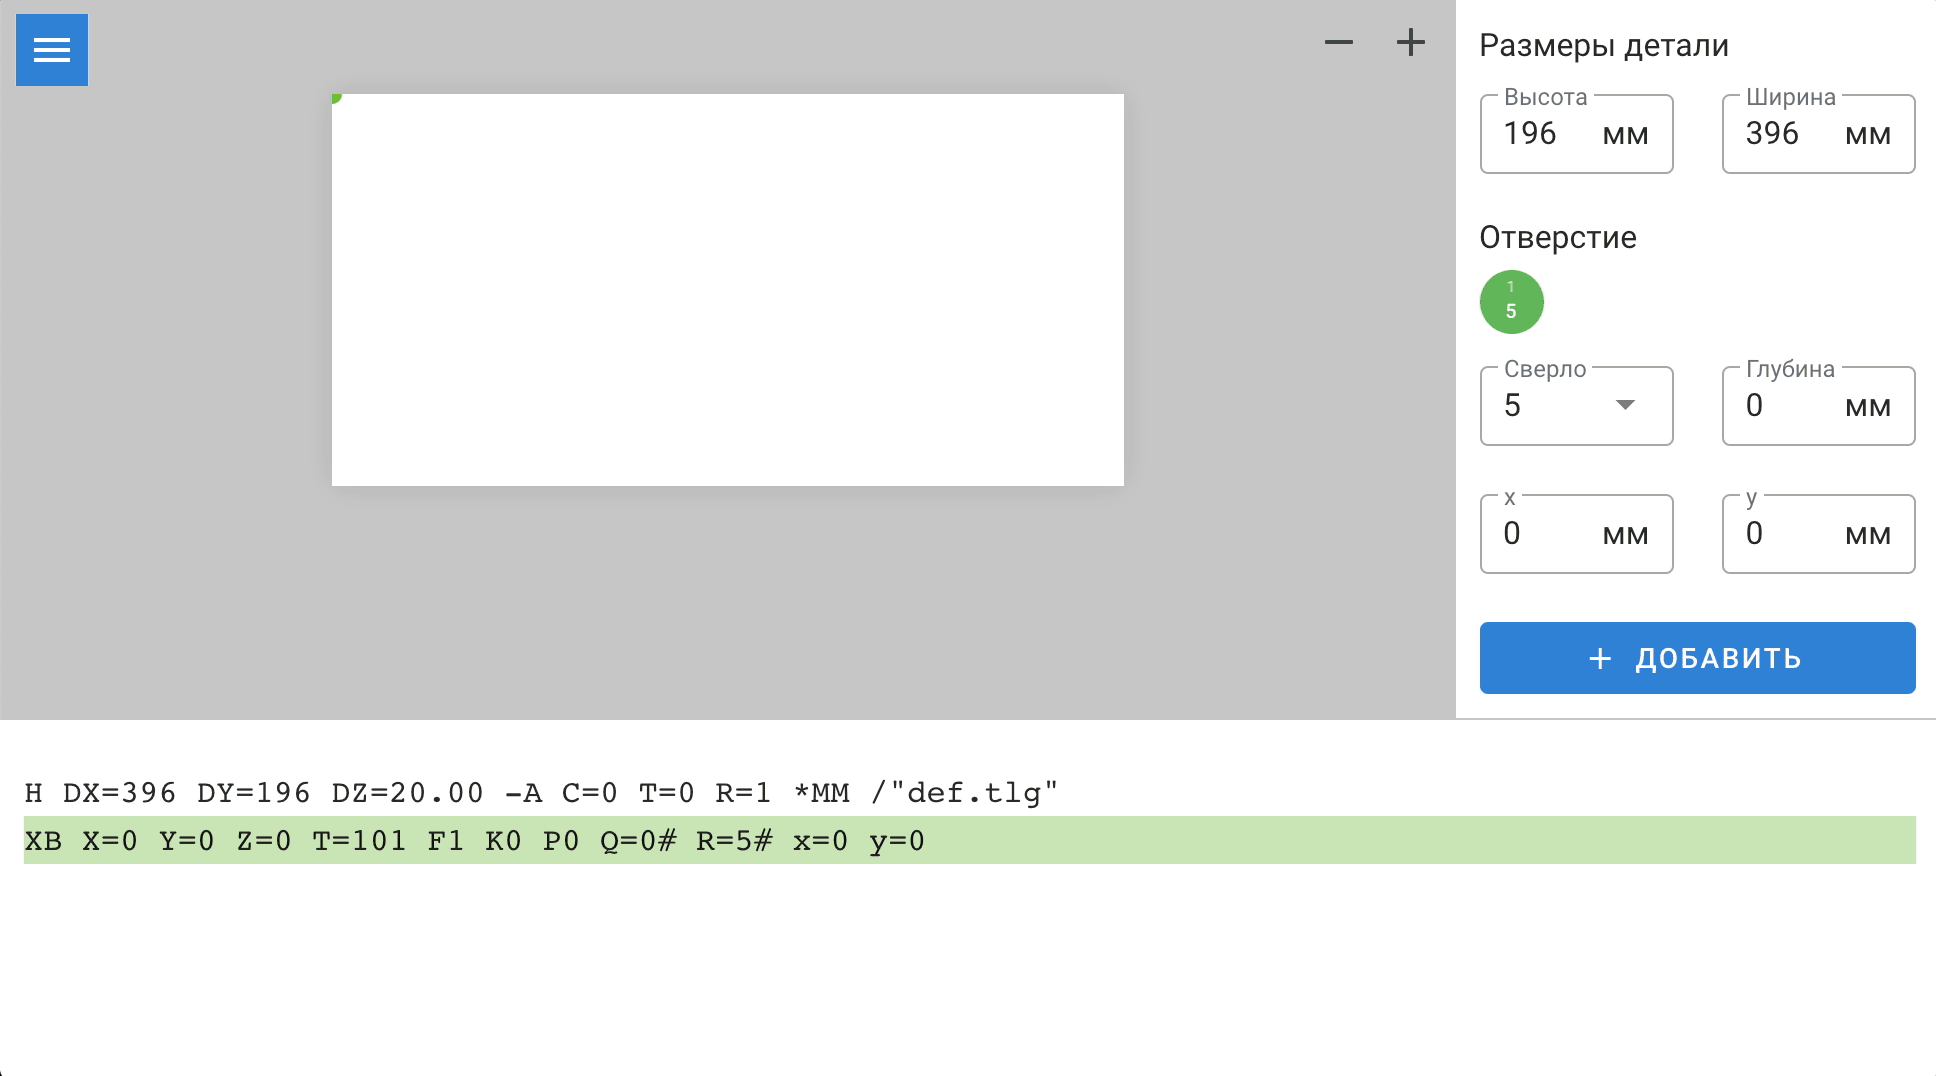 Размеры детали
Высота
196 мм
Ширина
396 мм
Отверстие
1
5
Сверло
5
Глубина
0 мм
x
0 мм
y
0 мм
+ ДОБАВИТЬ
H DX=396 DY=196 DZ=20.00 -A C=0 T=0 R=1 *MM /"def.tlg"
XB X=0 Y=0 Z=0 T=101 F1 K0 P0 Q=0# R=5# x=0 y=0